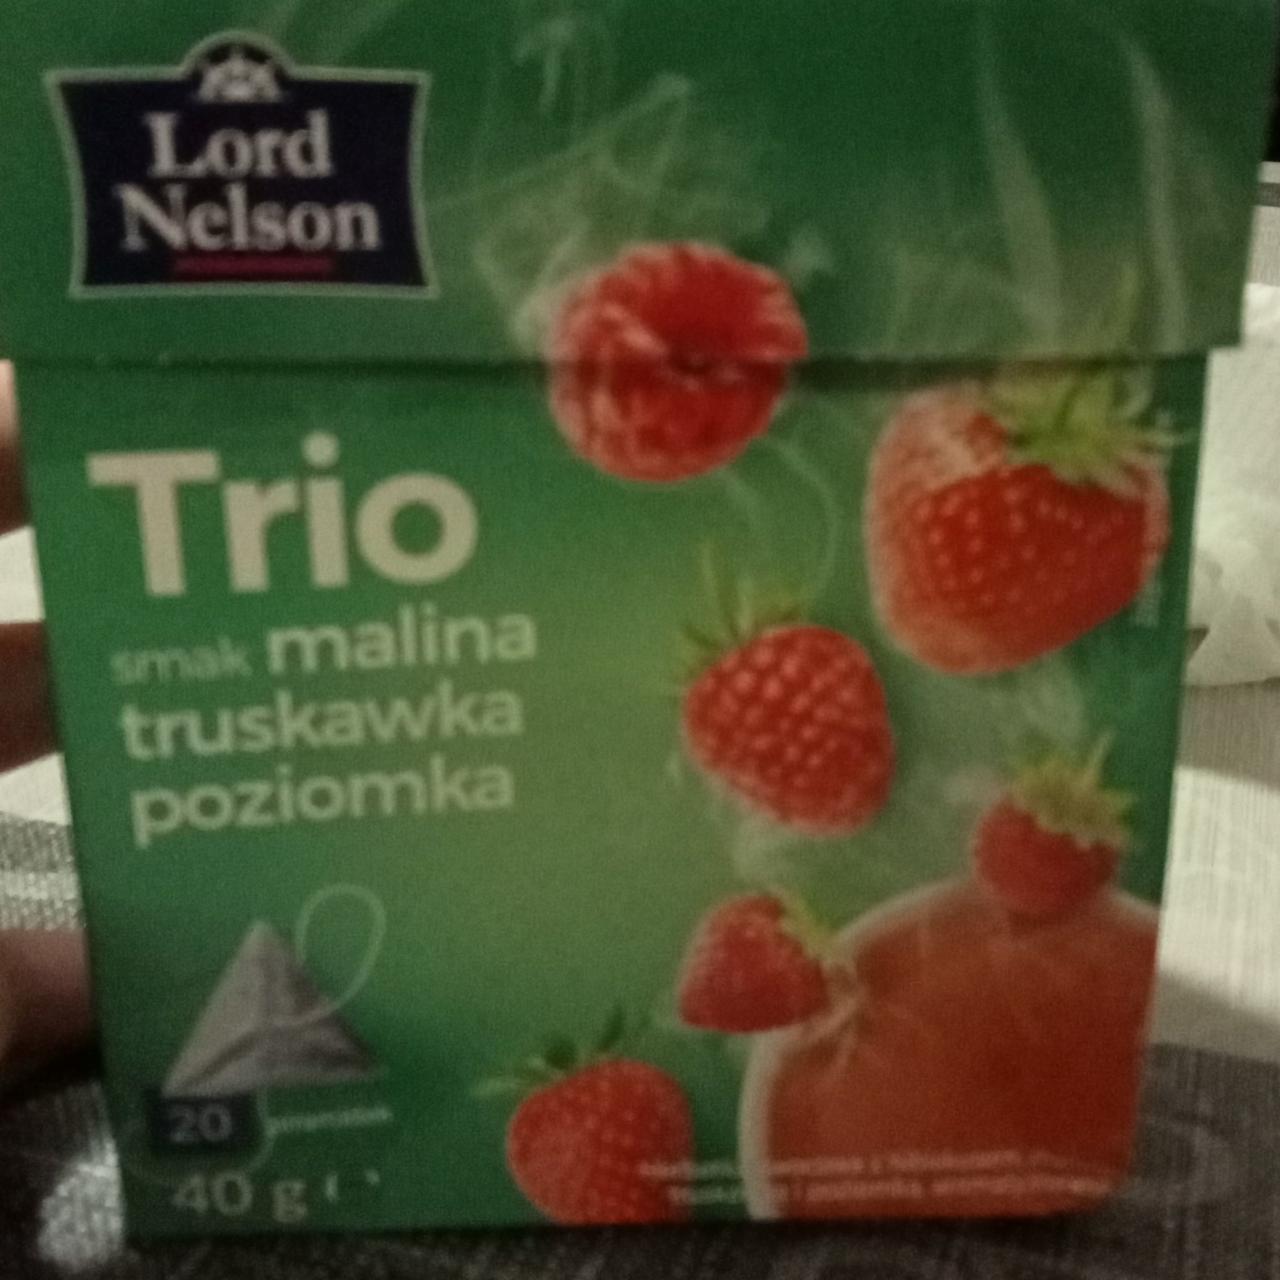 Lord
Nelson
Trio
smak malina
truskawka
poziomka
20
40 g e